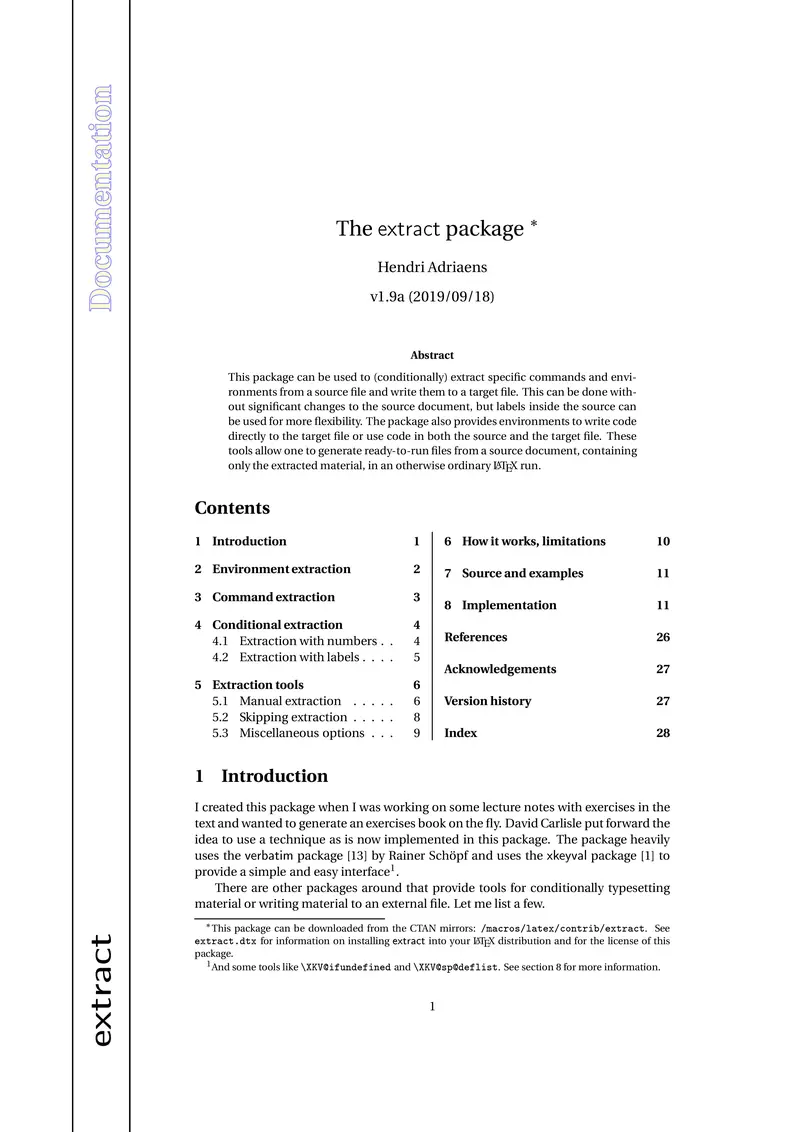 Documentation
extract
The extract package *
Hendri Adriaens
v1.9a (2019/09/18)
Abstract
This package can be used to (conditionally) extract specific commands and envi-
ronments from a source file and write them to a target file. This can be done with-
out significant changes to the source document, but labels inside the source can
be used for more flexibility. The package also provides environments to write code
directly to the target file or use code in both the source and the target file. These
tools allow one to generate ready-to-run files from a source document, containing
only the extracted material, in an otherwise ordinary LATEX run.
Contents
1 Introduction 1
2 Environment extraction 2
3 Command extraction 3
4 Conditional extraction 4
4.1 Extraction with numbers . . 4
4.2 Extraction with labels . . . . 5
5 Extraction tools 6
5.1 Manual extraction . . . . . 6
5.2 Skipping extraction . . . . . 8
5.3 Miscellaneous options . . . 9
6 How it works, limitations 10
7 Source and examples 11
8 Implementation 11
References 26
Acknowledgements 27
Version history 27
Index 28
1 Introduction
I created this package when I was working on some lecture notes with exercises in the
text and wanted to generate an exercises book on the fly. David Carlisle put forward the
idea to use a technique as is now implemented in this package. The package heavily
uses the verbatim package [13] by Rainer Schöpf and uses the xkeyval package [1] to
provide a simple and easy interface1.
There are other packages around that provide tools for conditionally typesetting
material or writing material to an external file. Let me list a few.
*This package can be downloaded from the CTAN mirrors: /macros/latex/contrib/extract. See
extract.dtx for information on installing extract into your LATEX distribution and for the license of this
package.
1And some tools like \XKV@ifundefined and \XKV@sp@deflist. See section 8 for more information.
1